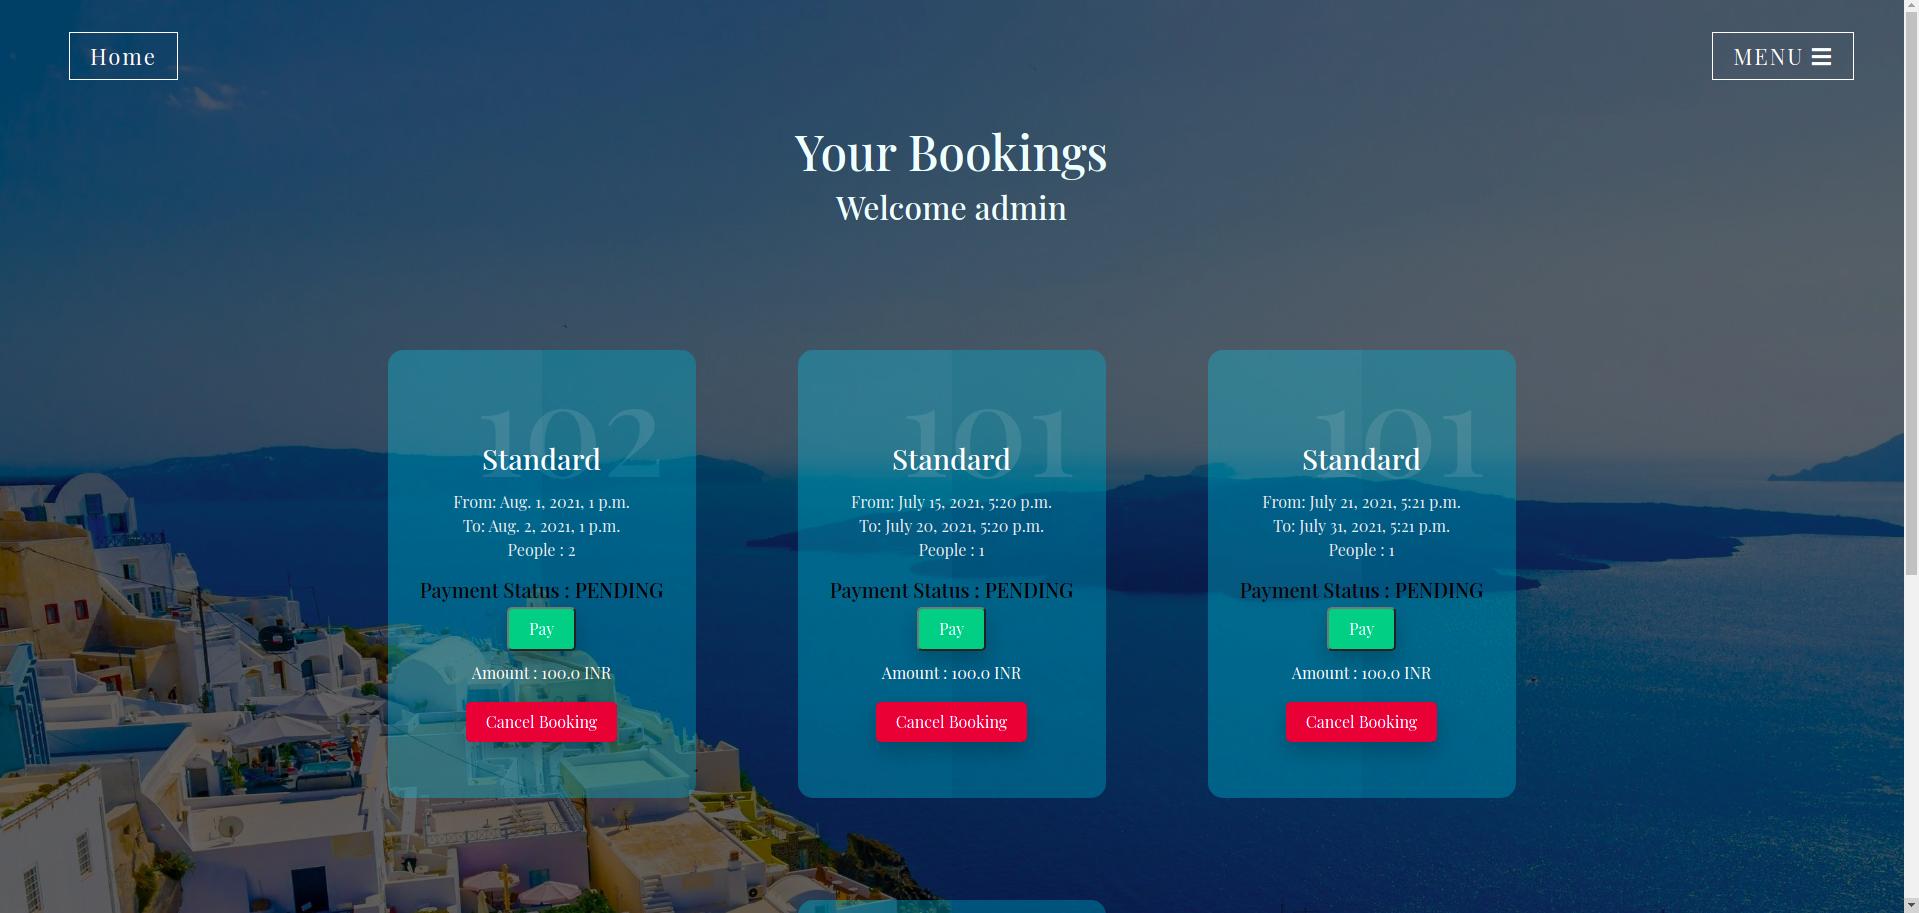 Home
MENU
Your Bookings
Welcome admin
102
Standard
From: Aug. 1, 2021, 1 p.m.
To: Aug. 2, 2021, 1 p.m.
People : 2
Payment Status : PENDING
Pay
Amount : 100.0 INR
Cancel Booking
101
Standard
From: July 15, 2021, 5:20 p.m.
To: July 20, 2021, 5:20 p.m.
People : 1
Payment Status : PENDING
Pay
Amount : 100.0 INR
Cancel Booking
101
Standard
From: July 21, 2021, 5:21 p.m.
To: July 31, 2021, 5:21 p.m.
People : 1
Payment Status : PENDING
Pay
Amount : 100.0 INR
Cancel Booking